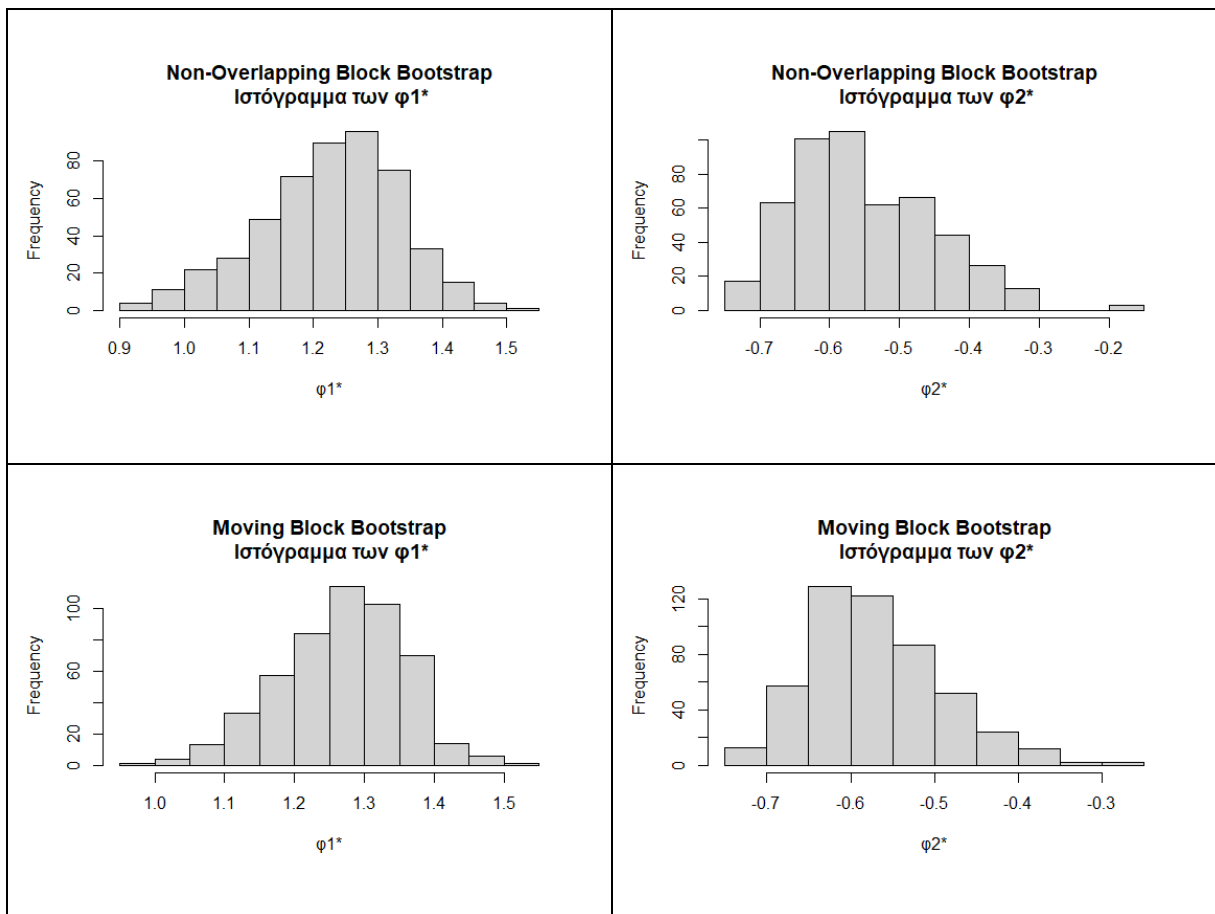 Non-Overlapping Block Bootstrap
Ιστόγραμμα των φ1*
Frequency
0 20 40 60 80
0.9 1.0 1.1 1.2 1.3 1.4 1.5
φ1*
Non-Overlapping Block Bootstrap
Ιστόγραμμα των φ2*
Frequency
0 20 40 60 80
-0.7 -0.6 -0.5 -0.4 -0.3 -0.2
φ2*
Moving Block Bootstrap
Ιστόγραμμα των φ1*
Frequency
0 20 60 100
1.0 1.1 1.2 1.3 1.4 1.5
φ1*
Moving Block Bootstrap
Ιστόγραμμα των φ2*
Frequency
0 40 80 120
-0.7 -0.6 -0.5 -0.4 -0.3
φ2*